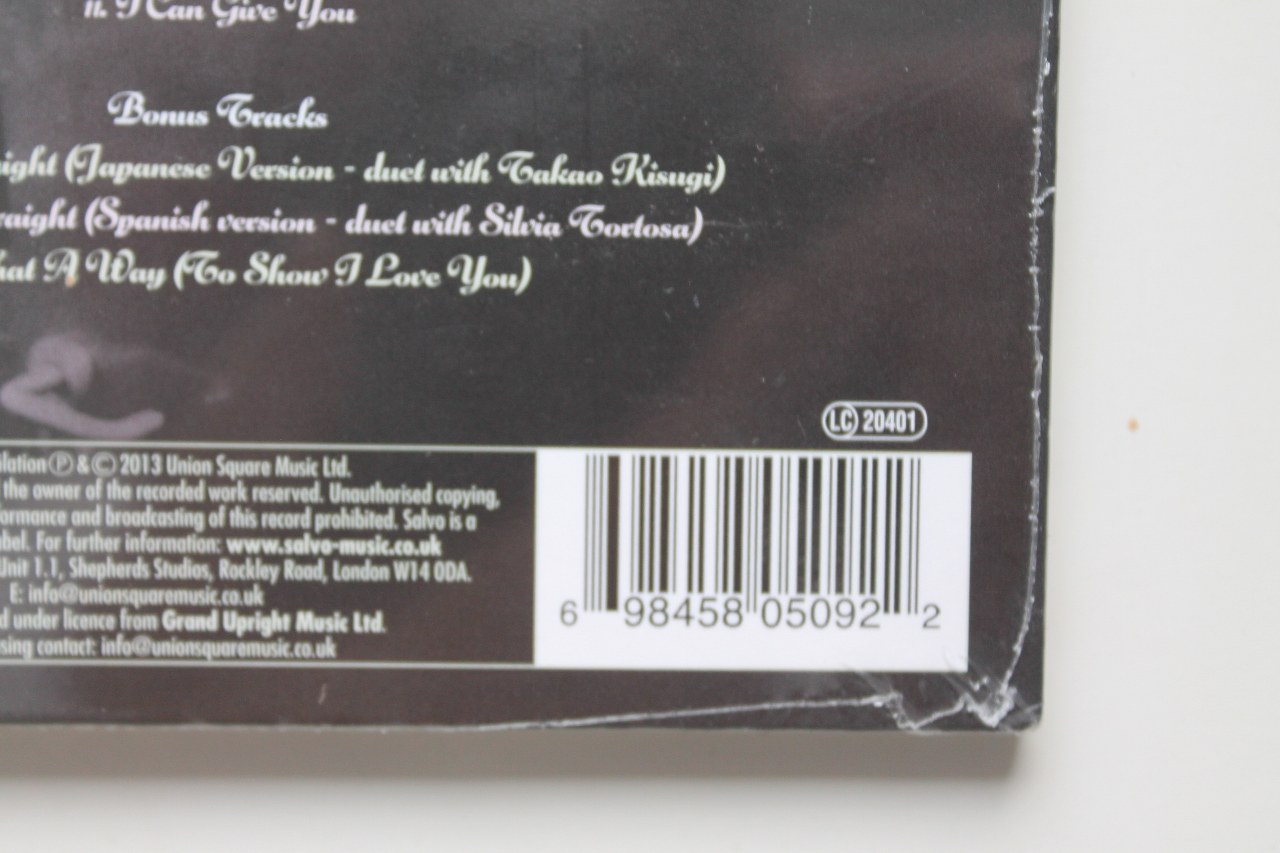 11. I Can Give You
Bonus Tracks
ight (Japanese Version - duet with Takao Kisugi)
raight (Spanish version - duet with Silvia Tortosa)
hat A Way (To Show I Love You)
LC 20401
ilation ℗ & © 2013 Union Square Music Ltd.
the owner of the recorded work reserved. Unauthorised copying,
ormance and broadcasting of this record prohibited. Salvo is a
abel. For further information: www.salvo-music.co.uk
Unit 1.1, Shepherds Studios, Rockley Road, London W14 0DA.
E: info@unionsquaremusic.co.uk
d under licence from Grand Upright Music Ltd.
sing contact: info@unionsquaremusic.co.uk
6 98458 05092 2